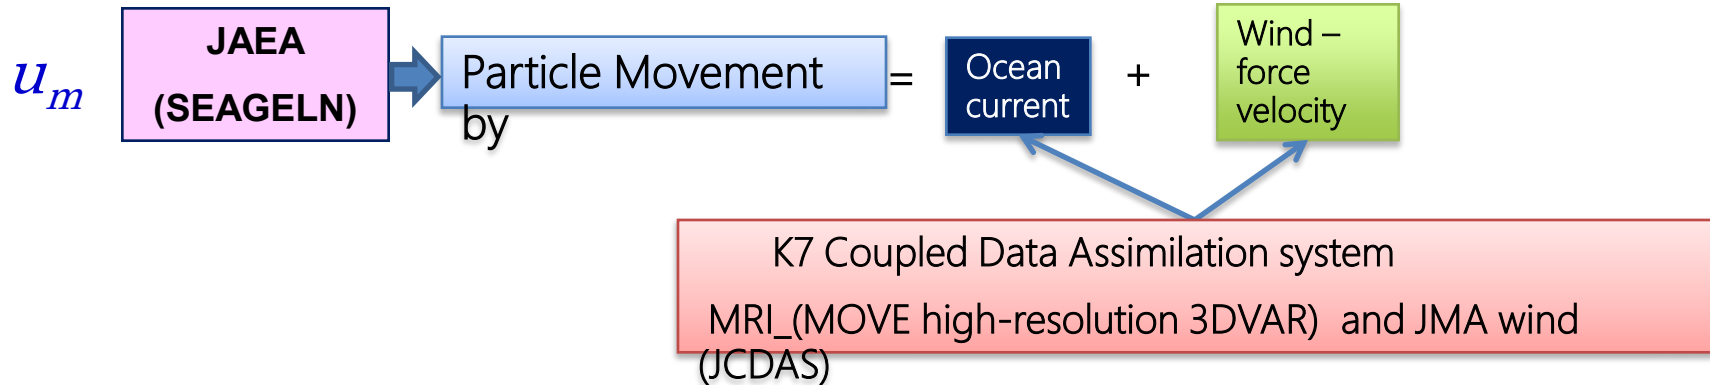 u_m
JAEA
(SEAGELN)
Particle Movement
by
=
Ocean
current
+
Wind –
force
velocity
K7 Coupled Data Assimilation system
MRI_(MOVE high-resolution 3DVAR) and JMA wind
(JCDAS)